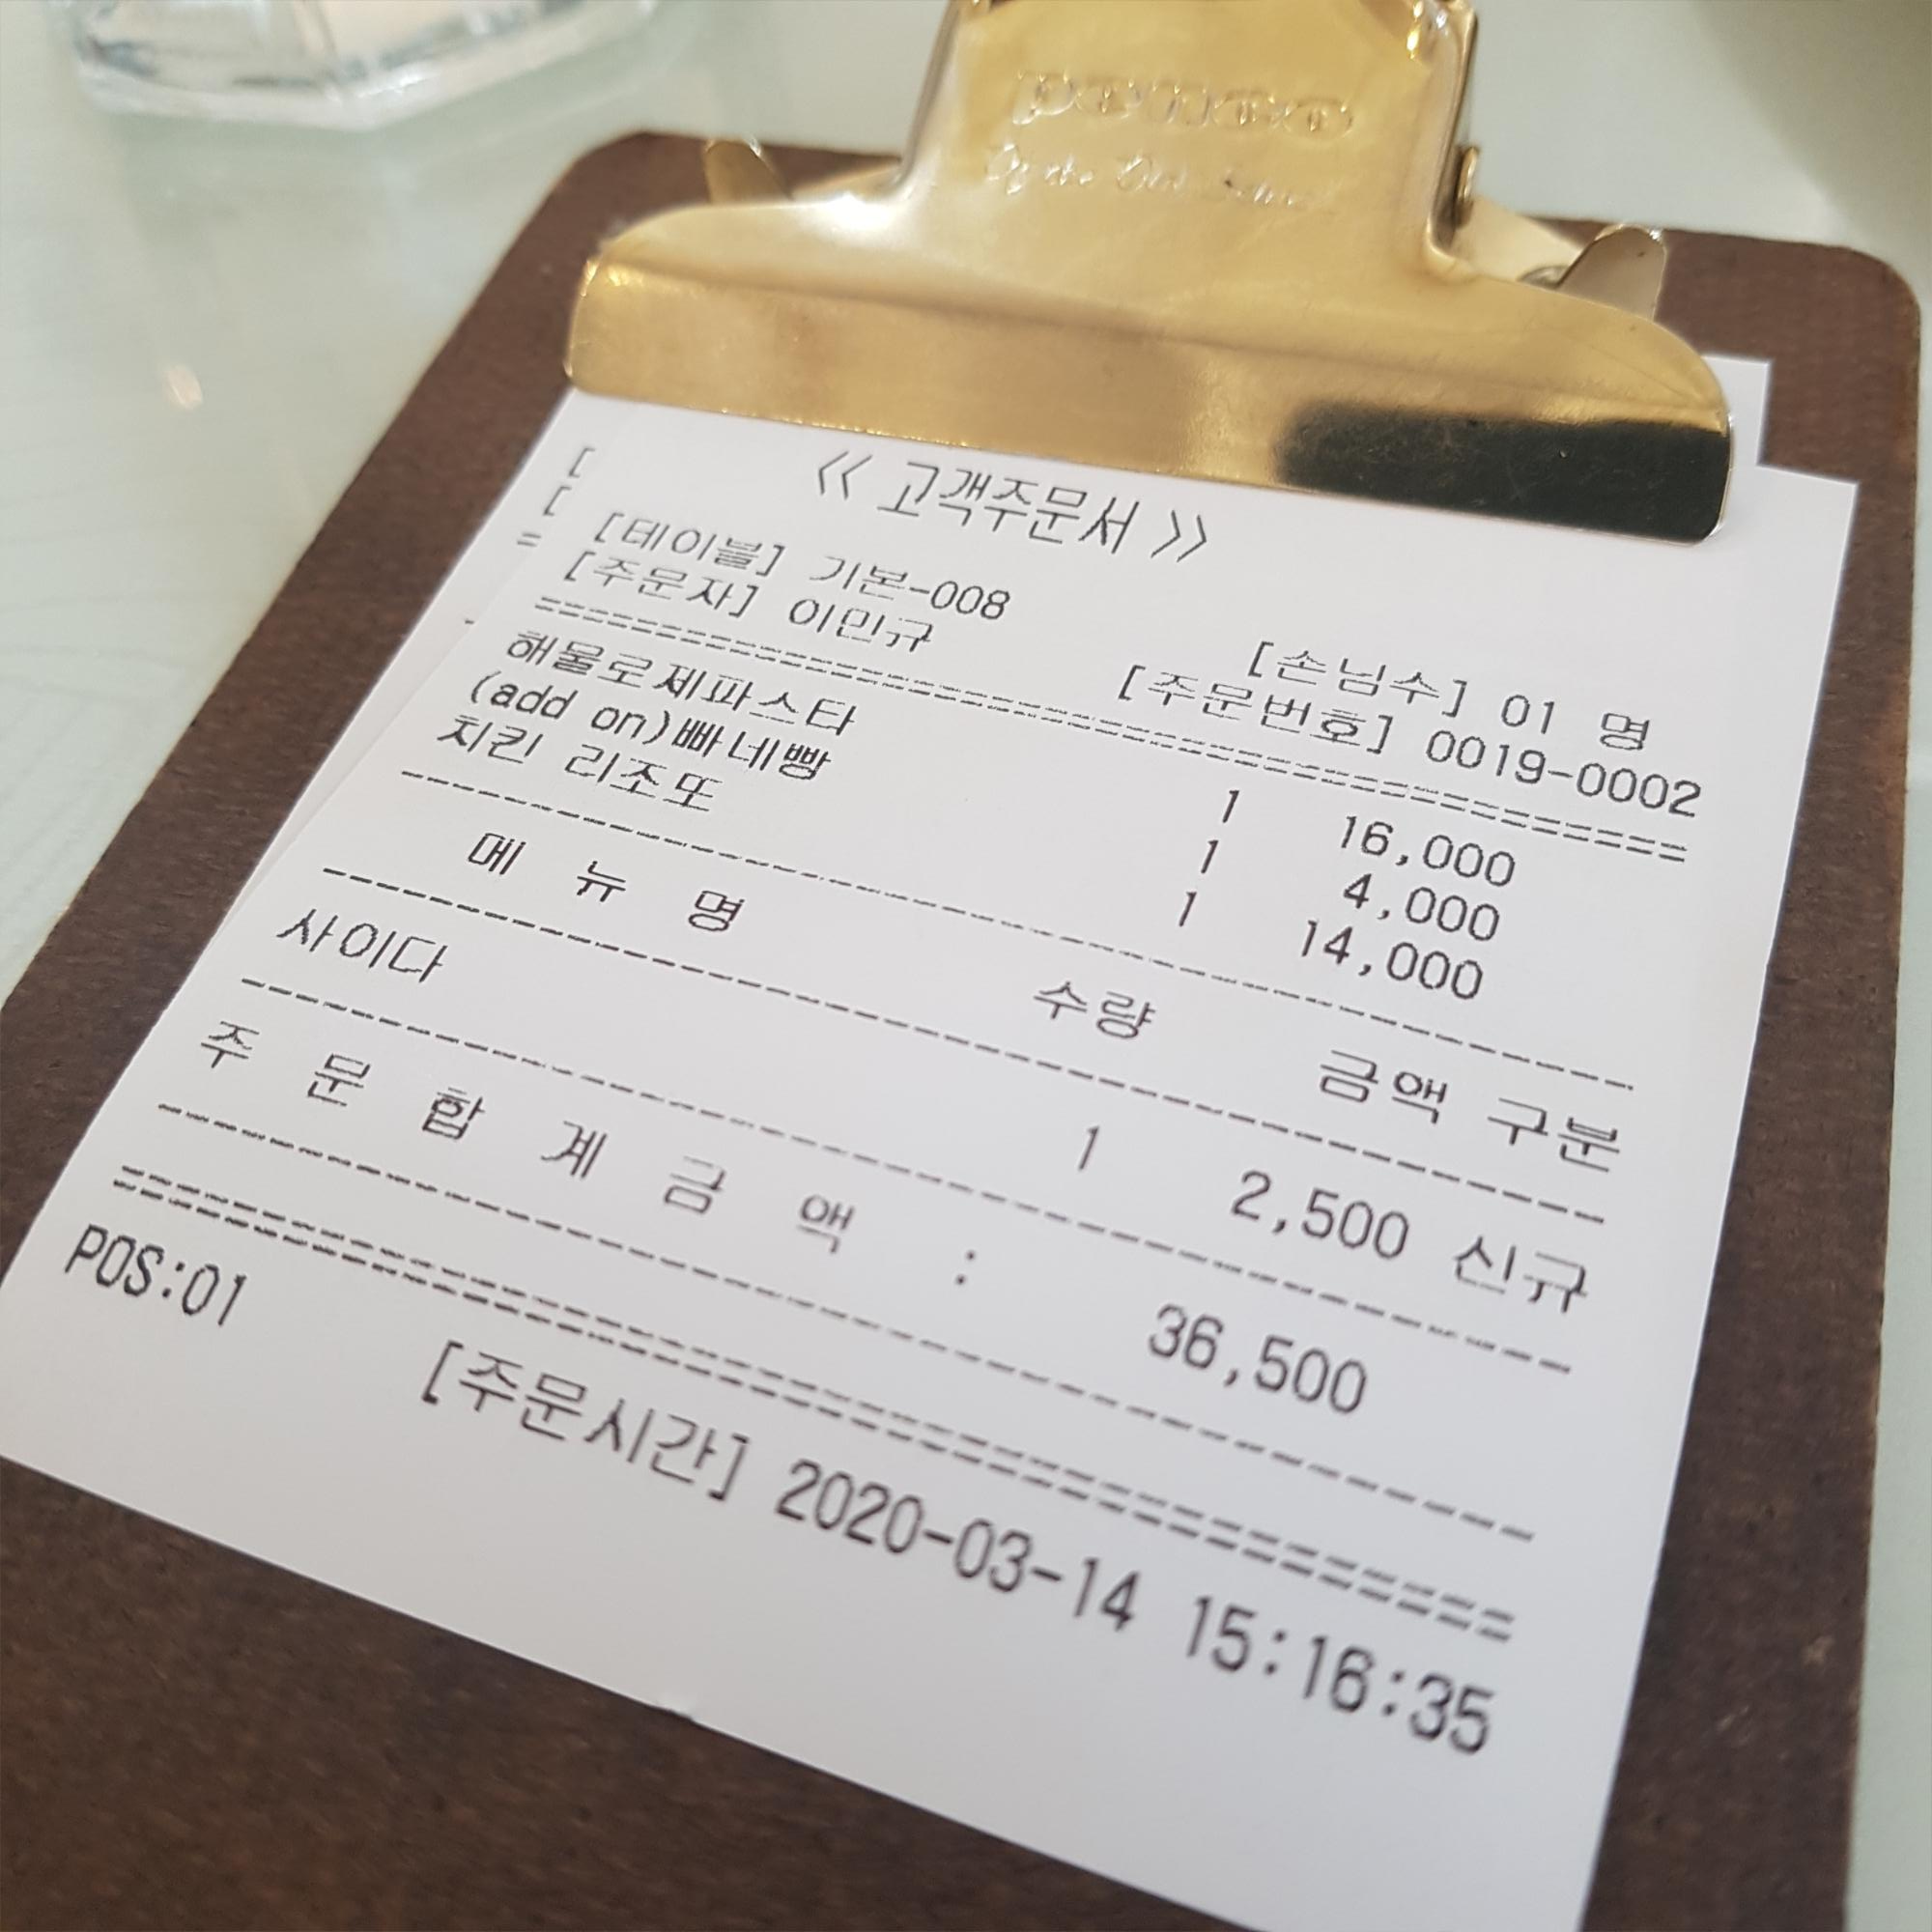 PENCO
<< 고객주문서 >>
[
[
=
[테이블] 기본-008 [손님수] 01 명
[주문자] 이민규 [주문번호] 0019-0002
해물로제파스타 1 16,000
(add on)빠네빵 1 4,000
치킨 리조또 1 14,000
메 뉴 명 수량 금액 구분
사이다 1 2,500 신규
주 문 합 계 금 액 : 36,500
POS:01 [주문시간] 2020-03-14 15:16:35